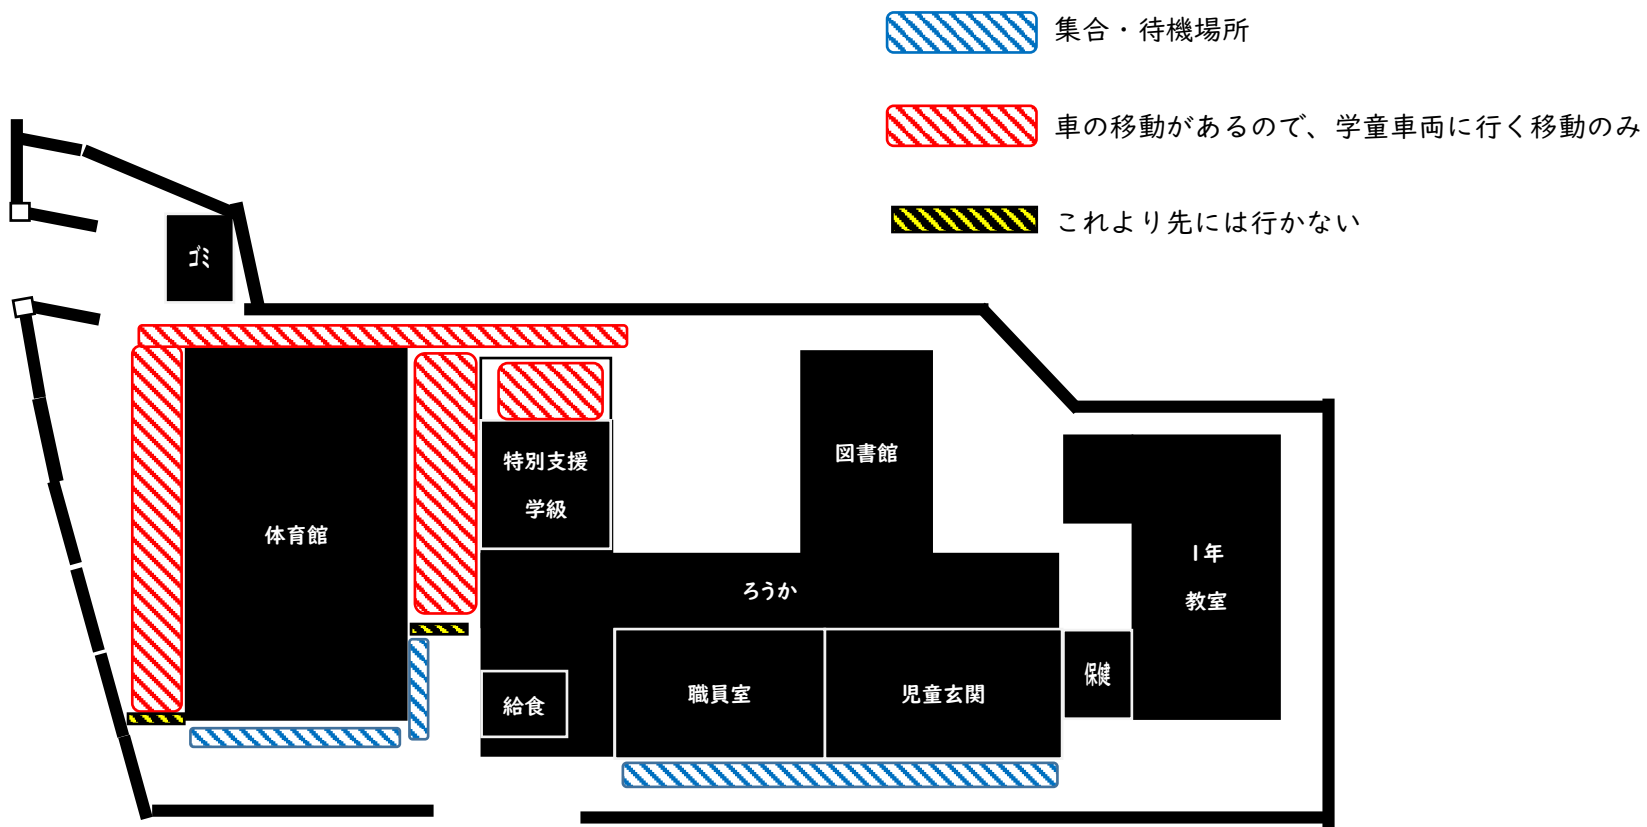 集合・待機場所
車の移動があるので、学童車両に行く移動のみ
これより先には行かない
ゴミ
特別支援
学級
図書館
体育館
1年
教室
ろうか
保健
職員室
児童玄関
給食